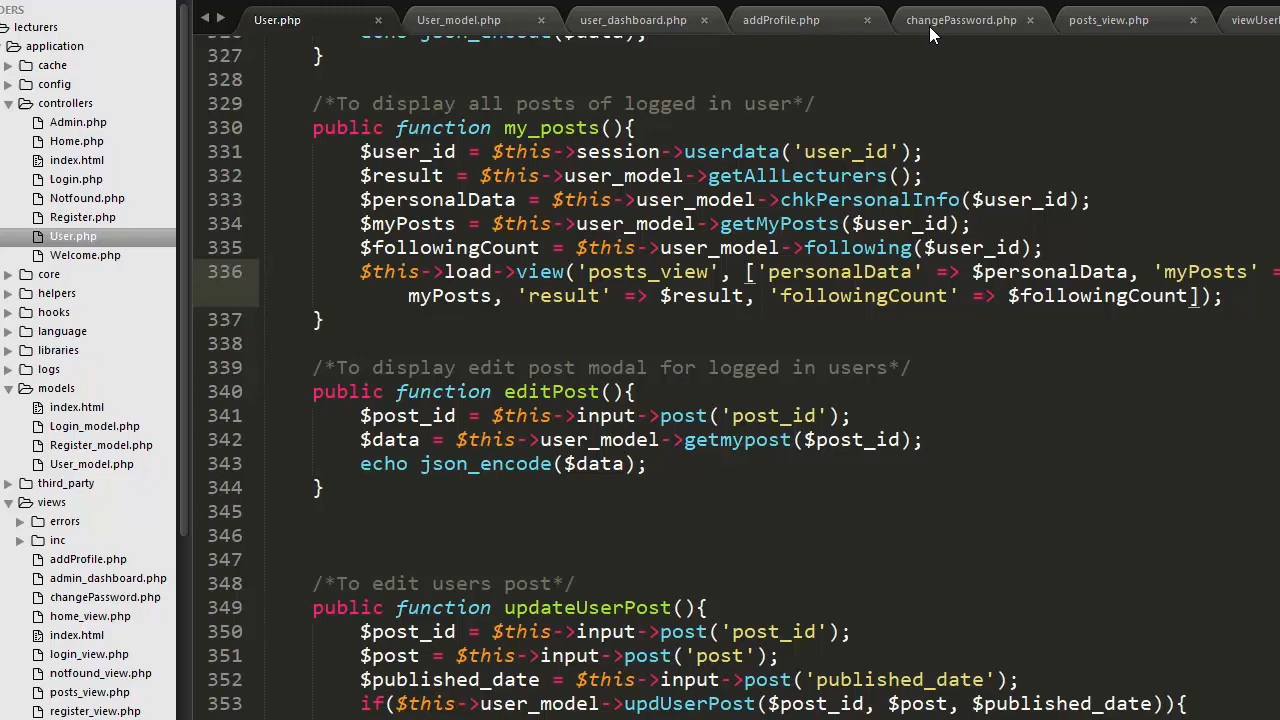 User.php × User_model.php × user_dashboard.php × addProfile.php × changePassword.php × posts_view.php × viewUser
DERS
lecturers
application
cache
config
controllers
Admin.php
Home.php
index.html
Login.php
Notfound.php
Register.php
User.php
Welcome.php
core
helpers
hooks
language
libraries
logs
models
index.html
Login_model.php
Register_model.php
User_model.php
third_party
views
errors
inc
addProfile.php
admin_dashboard.php
changePassword.php
home_view.php
index.html
login_view.php
notfound_view.php
posts_view.php
register_view.php
326 echo json_encode($data);
327 }
328
329 /*To display all posts of logged in user*/
330 public function my_posts(){
331 $user_id = $this->session->userdata('user_id');
332 $result = $this->user_model->getAllLecturers();
333 $personalData = $this->user_model->chkPersonalInfo($user_id);
334 $myPosts = $this->user_model->getMyPosts($user_id);
335 $followingCount = $this->user_model->following($user_id);
336 $this->load->view('posts_view', ['personalData' => $personalData, 'myPosts' =
myPosts, 'result' => $result, 'followingCount' => $followingCount]);
337 }
338
339 /*To display edit post modal for logged in users*/
340 public function editPost(){
341 $post_id = $this->input->post('post_id');
342 $data = $this->user_model->getmypost($post_id);
343 echo json_encode($data);
344 }
345
346
347
348 /*To edit users post*/
349 public function updateUserPost(){
350 $post_id = $this->input->post('post_id');
351 $post = $this->input->post('post');
352 $published_date = $this->input->post('published_date');
353 if($this->user_model->updUserPost($post_id, $post, $published_date)){